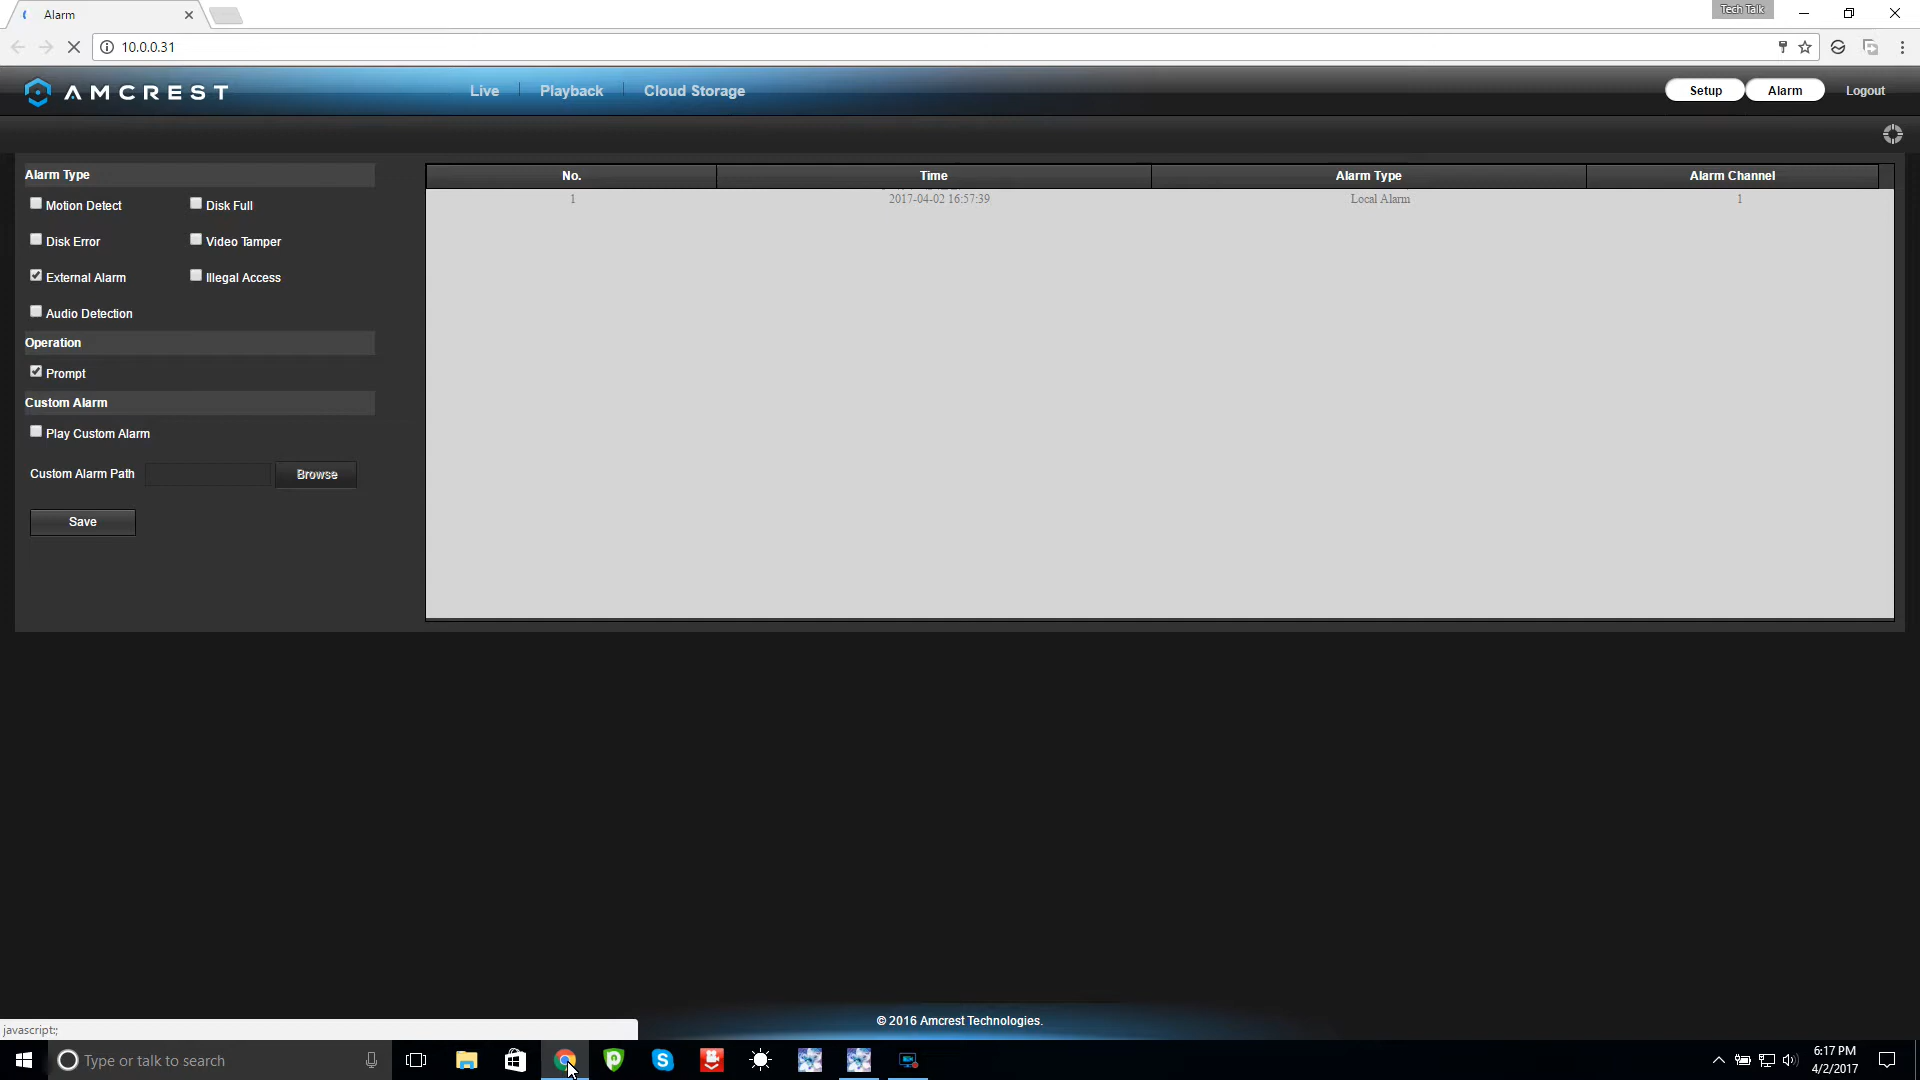 Alarm
Tech Talk
10.0.0.31
AMCREST
Live
Playback
Cloud Storage
Setup
Alarm
Logout
Alarm Type
Motion Detect
Disk Full
Disk Error
Video Tamper
External Alarm
Illegal Access
Audio Detection
Operation
Prompt
Custom Alarm
Play Custom Alarm
Custom Alarm Path
Browse
Save
No.
Time
Alarm Type
Alarm Channel
1
2017-04-02 16:57:39
Local Alarm
1
© 2016 Amcrest Technologies.
javascript:;
Type or talk to search
6:17 PM
4/2/2017